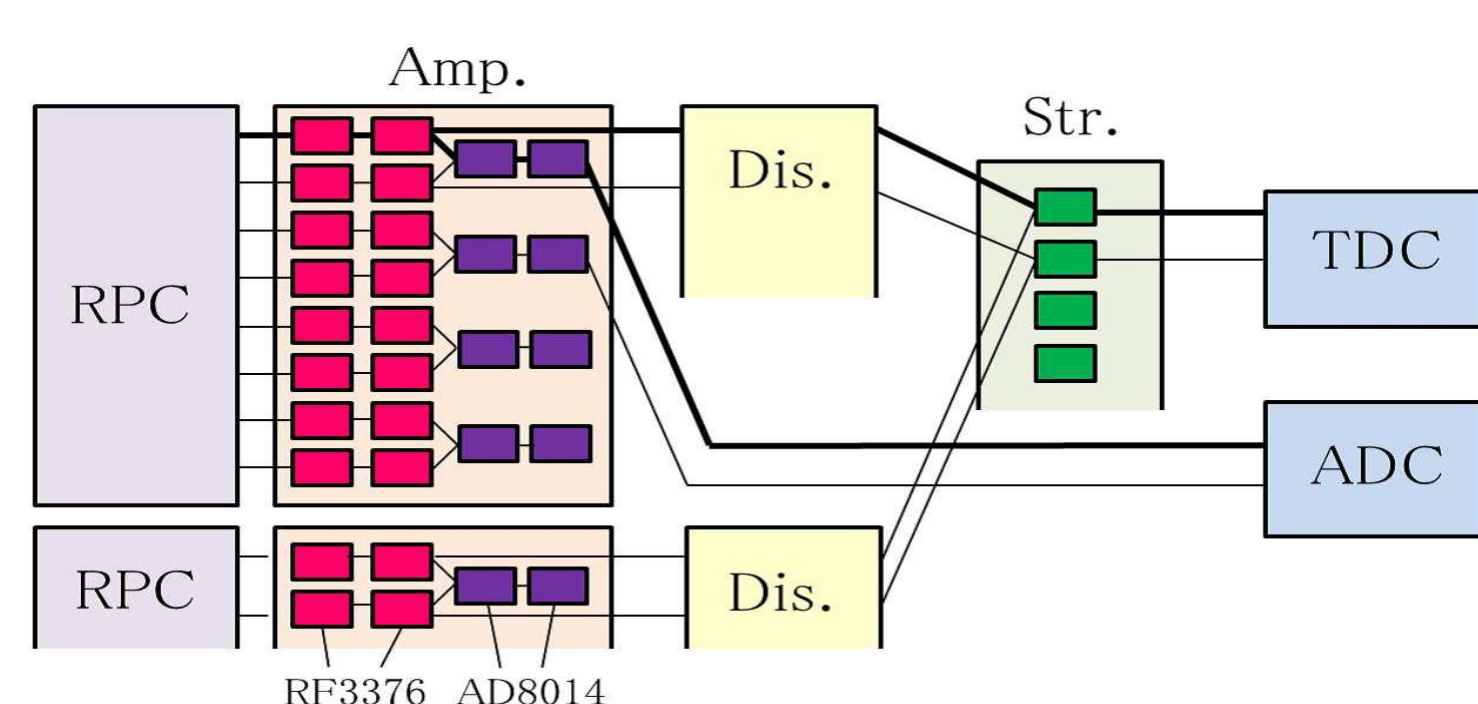 Amp.
Str.
Dis.
TDC
RPC
ADC
RPC
Dis.
RF3376 AD8014